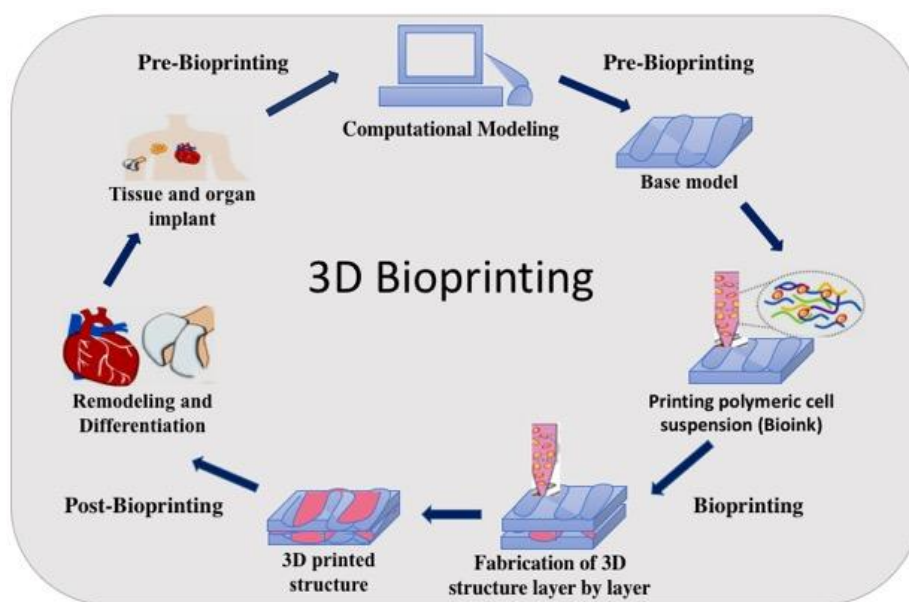 Pre-Bioprinting
Pre-Bioprinting
Computational Modeling
Base model
Tissue and organ
implant
3D Bioprinting
Printing polymeric cell
suspension (Bioink)
Remodeling and
Differentiation
Bioprinting
Post-Bioprinting
Fabrication of 3D
structure layer by layer
3D printed
structure